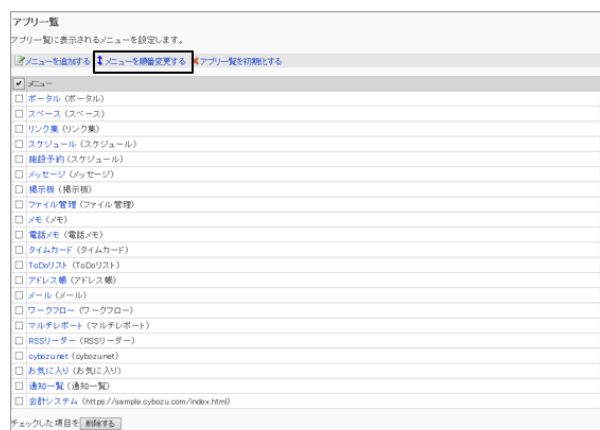 アプリ一覧
アプリ一覧に表示されるメニューを設定します。
メニューを追加する メニューを順番変更する アプリ一覧を初期化する
メニュー
ポータル (ポータル)
スペース (スペース)
リンク集 (リンク集)
スケジュール (スケジュール)
施設予約 (スケジュール)
メッセージ (メッセージ)
掲示板 (掲示板)
ファイル管理 (ファイル管理)
メモ (メモ)
電話メモ (電話メモ)
タイムカード (タイムカード)
ToDoリスト (ToDoリスト)
アドレス帳 (アドレス帳)
メール (メール)
ワークフロー (ワークフロー)
マルチレポート (マルチレポート)
RSSリーダー (RSSリーダー)
cybozunet (cybozunet)
お気に入り (お気に入り)
通知一覧 (通知一覧)
会計システム (https://sample.cybozu.com/index.html)
チェックした項目を 削除する